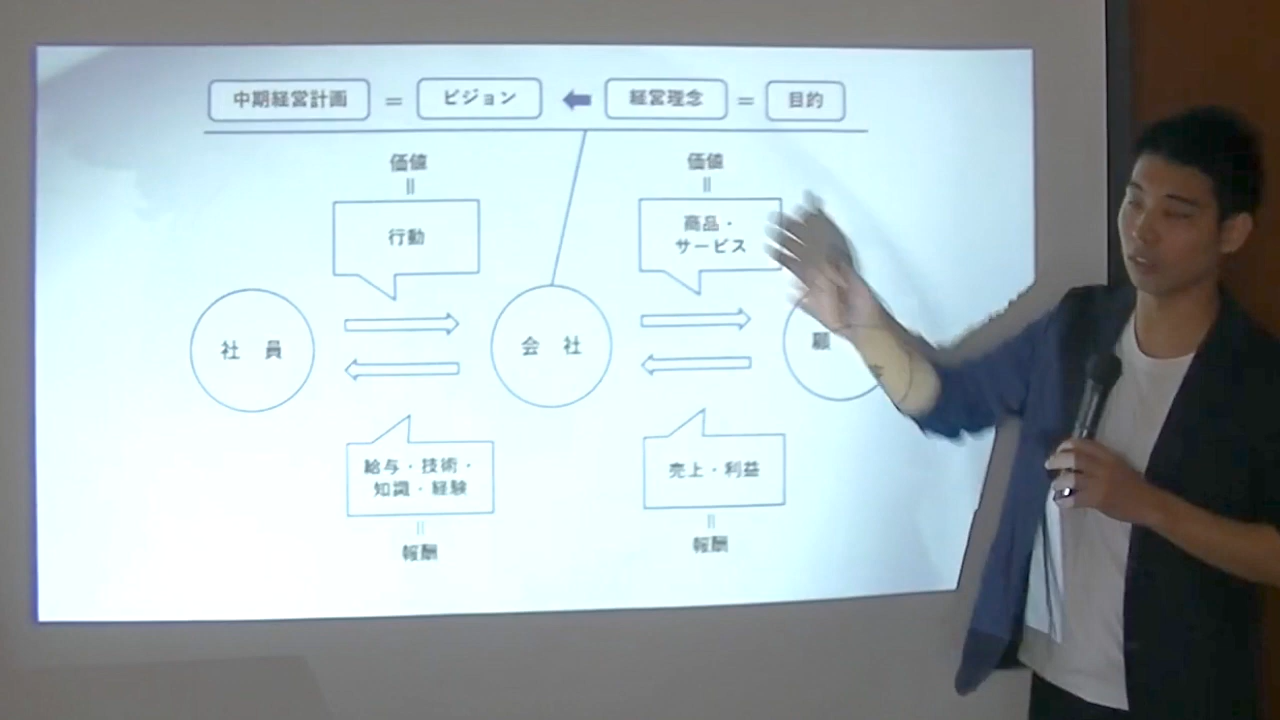 中期経営計画 = ビジョン ← 経営理念 = 目的
価値
=
行動
価値
=
商品・
サービス
社 員
会 社
顧
給与・技術・
知識・経験
=
報酬
売上・利益
=
報酬